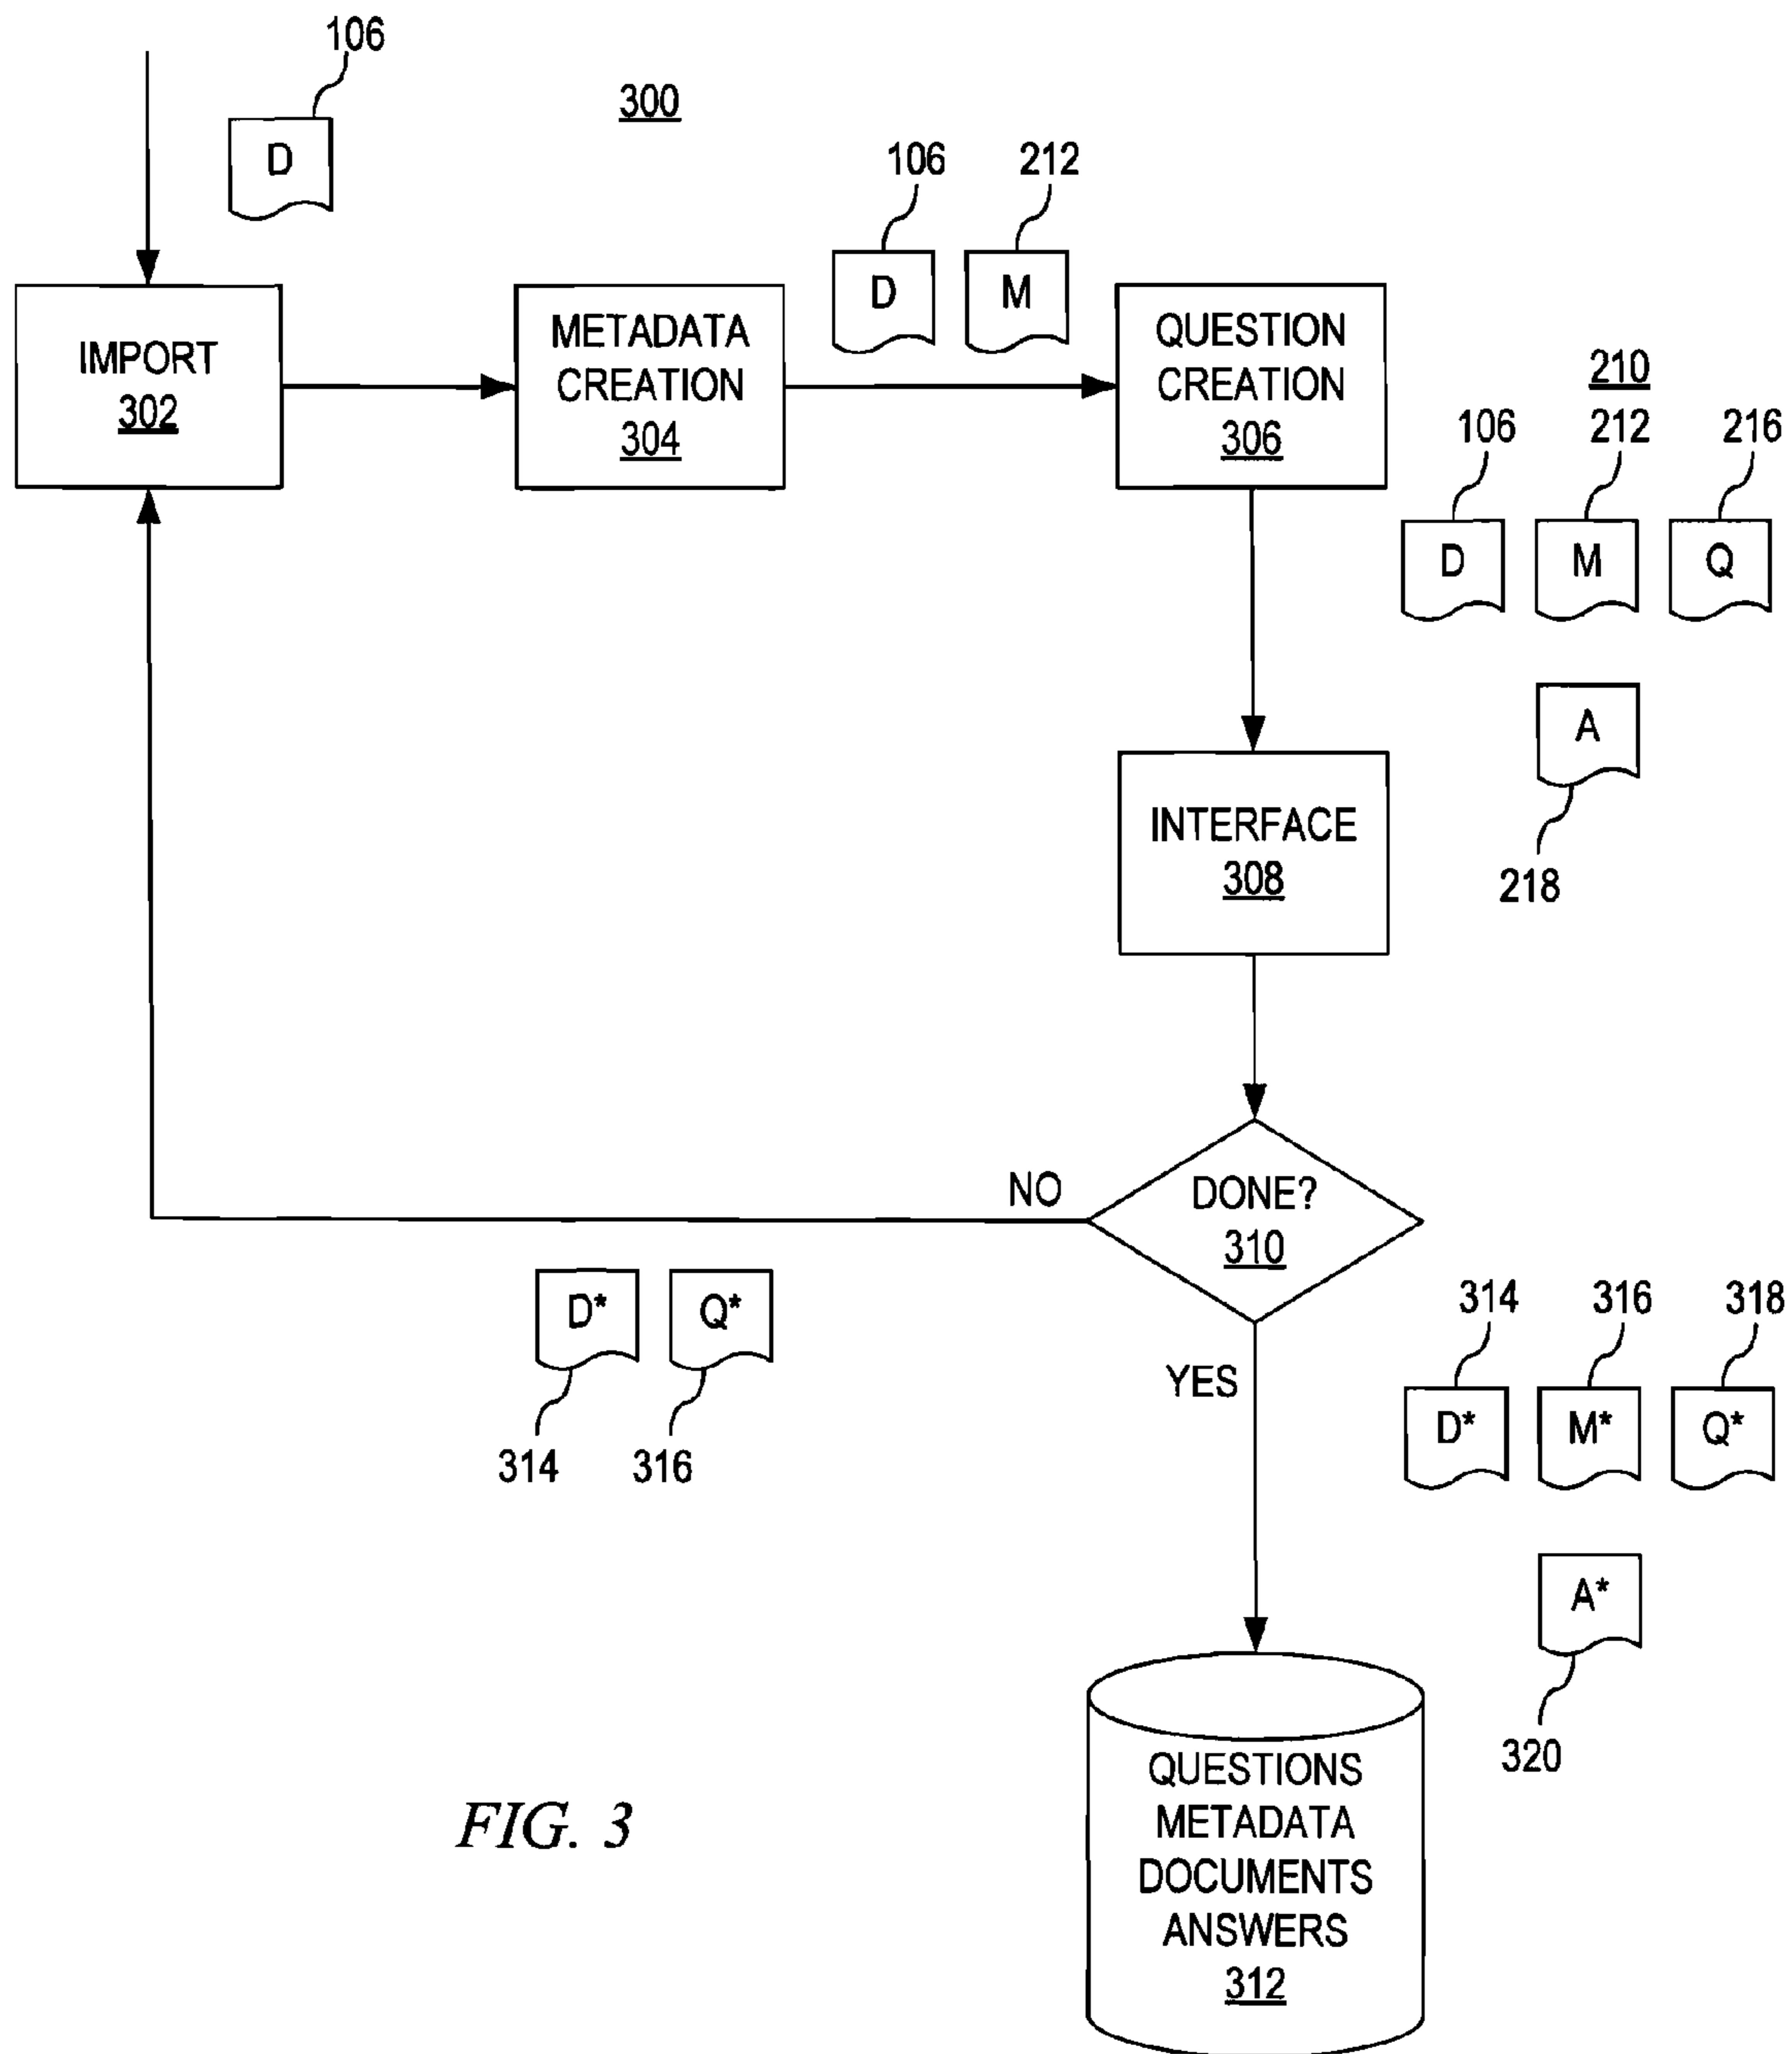 106
300
D
106
212
D
M
IMPORT
302
METADATA
CREATION
304
QUESTION
CREATION
306
210
106
212
216
D
M
Q
A
218
INTERFACE
308
DONE?
310
NO
YES
D*
Q*
314
316
314
316
318
D*
M*
Q*
A*
320
QUESTIONS
METADATA
DOCUMENTS
ANSWERS
312
FIG. 3